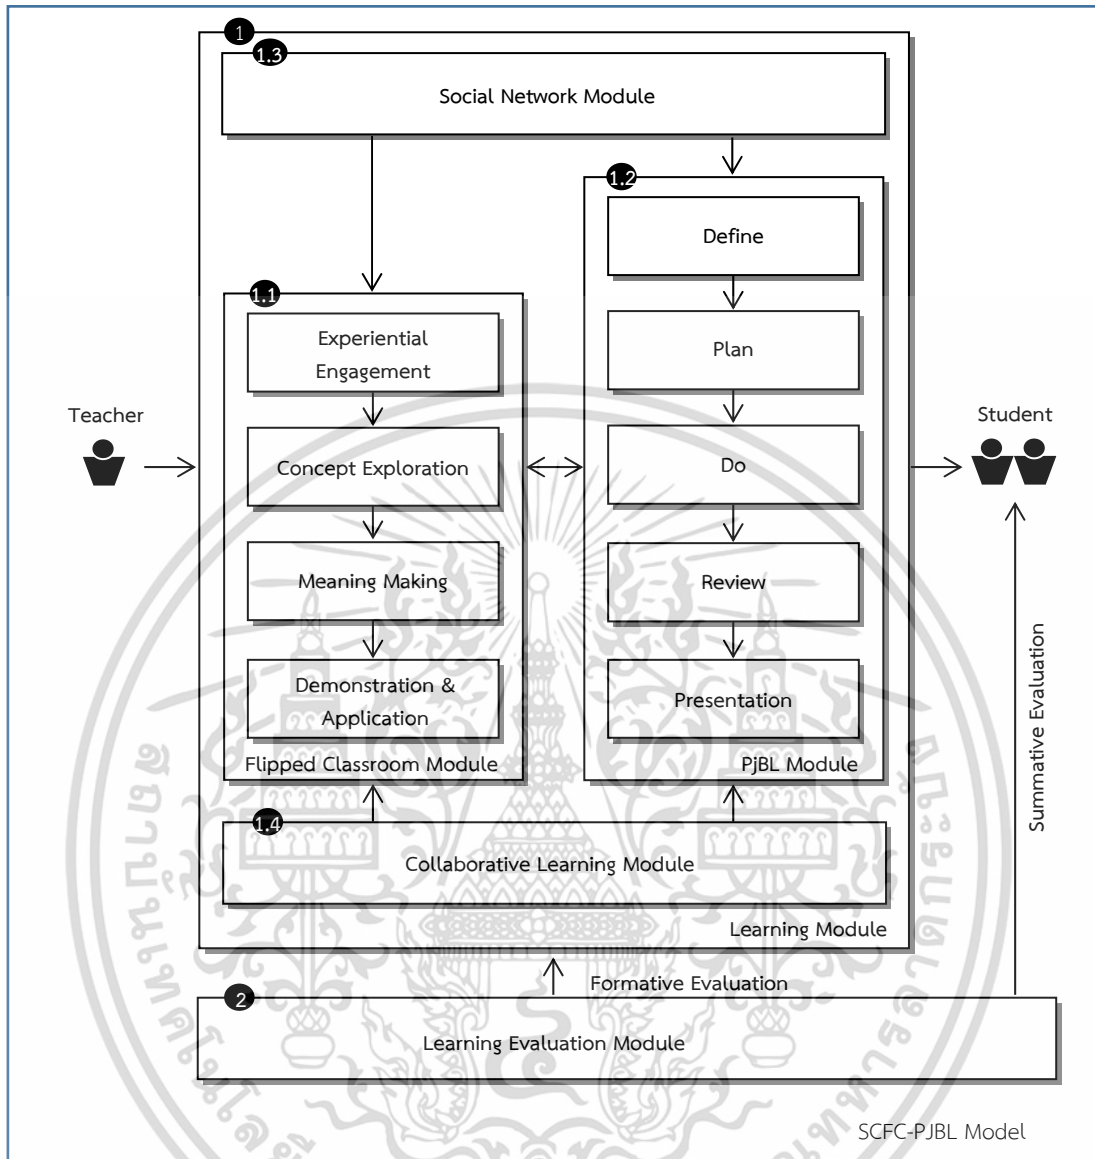 1
1.3
Social Network Module
1.2
Define
1.1
Experiential
Engagement
Plan
Teacher
Student
Concept Exploration
Do
Meaning Making
Review
Demonstration &
Application
Presentation
Flipped Classroom Module
PjBL Module
Summative Evaluation
1.4
Collaborative Learning Module
Learning Module
Formative Evaluation
2
Learning Evaluation Module
SCFC-PJBL Model